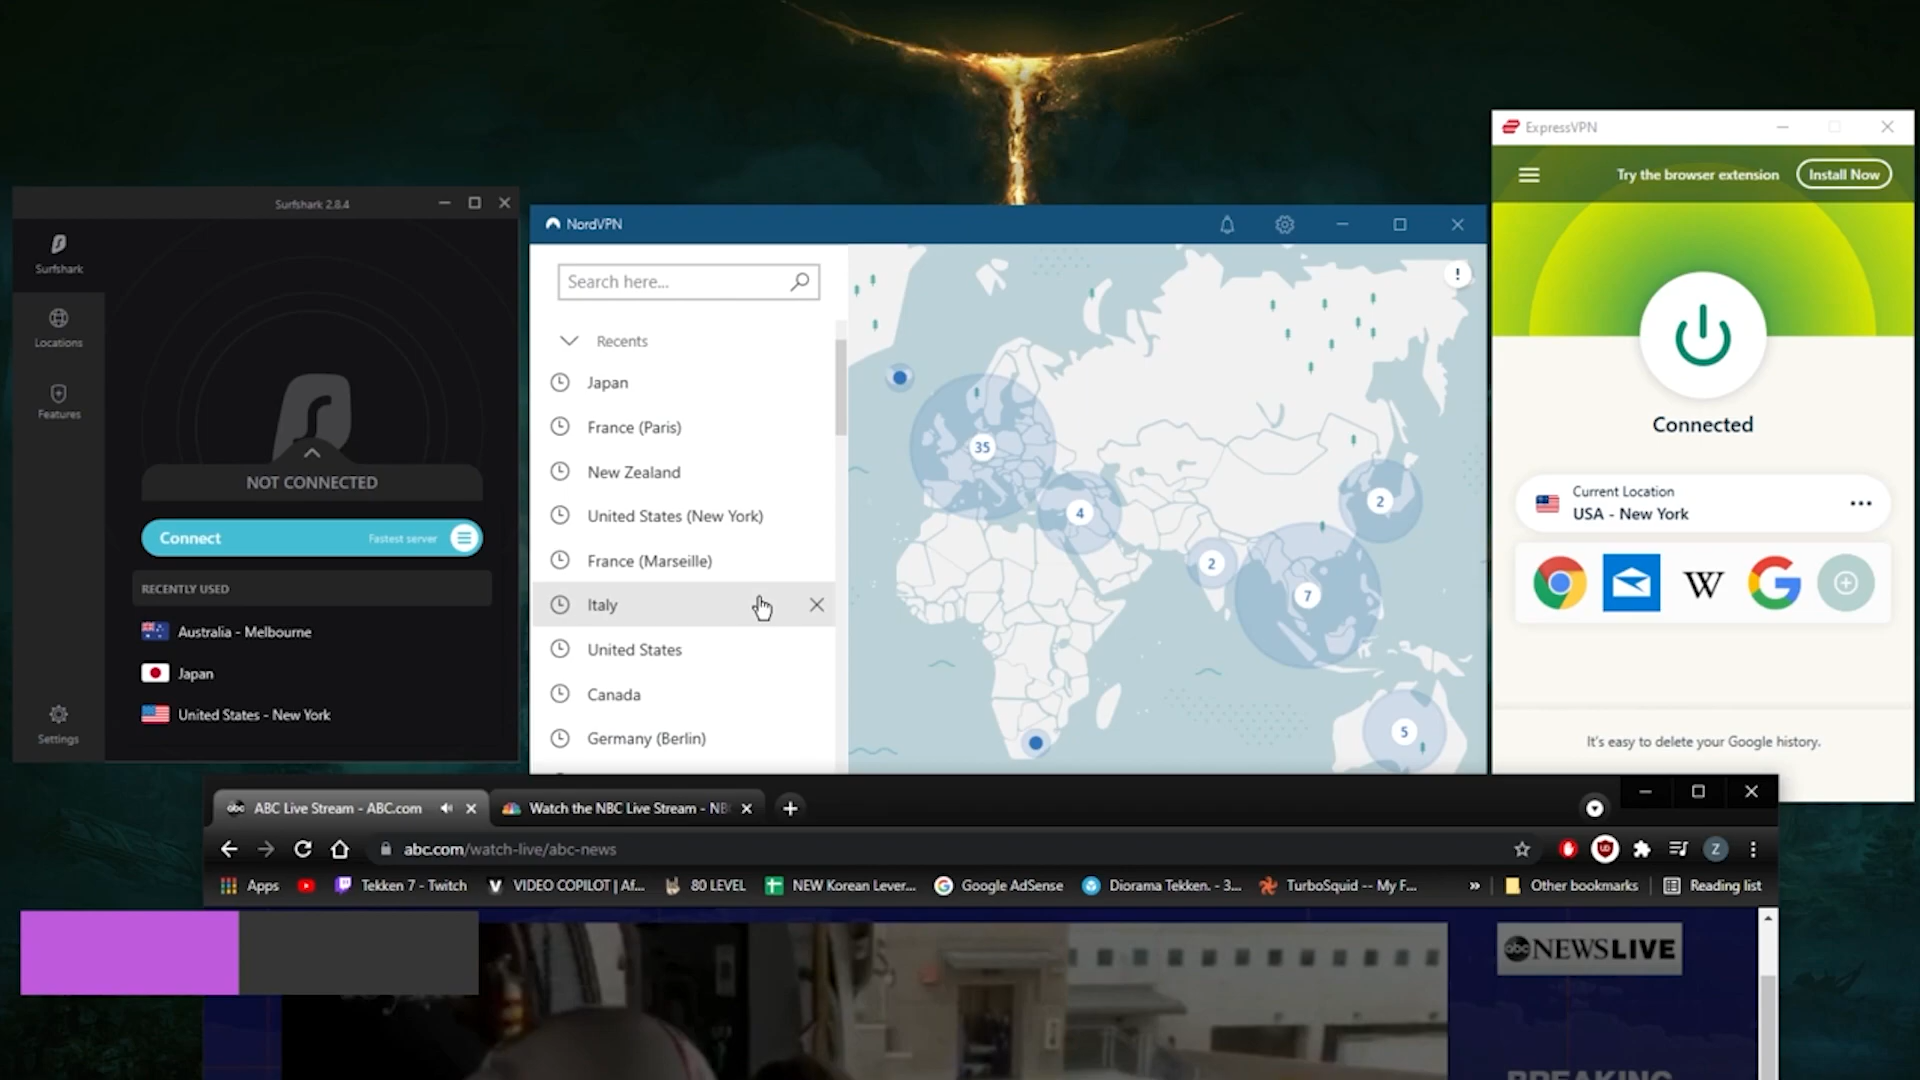 Surfshark 2.8.4
Surfshark
Locations
Features
Settings
NOT CONNECTED
Connect
Fastest server
RECENTLY USED
Australia - Melbourne
Japan
United States - New York
NordVPN
Search here...
Recents
Japan
France (Paris)
New Zealand
United States (New York)
France (Marseille)
Italy
United States
Canada
Germany (Berlin)
35
4
2
2
7
5
!
ExpressVPN
Try the browser extension
Install Now
Connected
Current Location
USA - New York
W
G
It's easy to delete your Google history.
abc ABC Live Stream - ABC.com
Watch the NBC Live Stream - NB
abc.com/watch-live/abc-news
Z
Apps
Tekken 7 - Twitch
V VIDEO COPILOT | Af...
80 LEVEL
NEW Korean Lever...
G Google AdSense
Diorama Tekken. - 3...
TurboSquid -- My F...
»
Other bookmarks
Reading list
abc NEWSLIVE
BREAKING